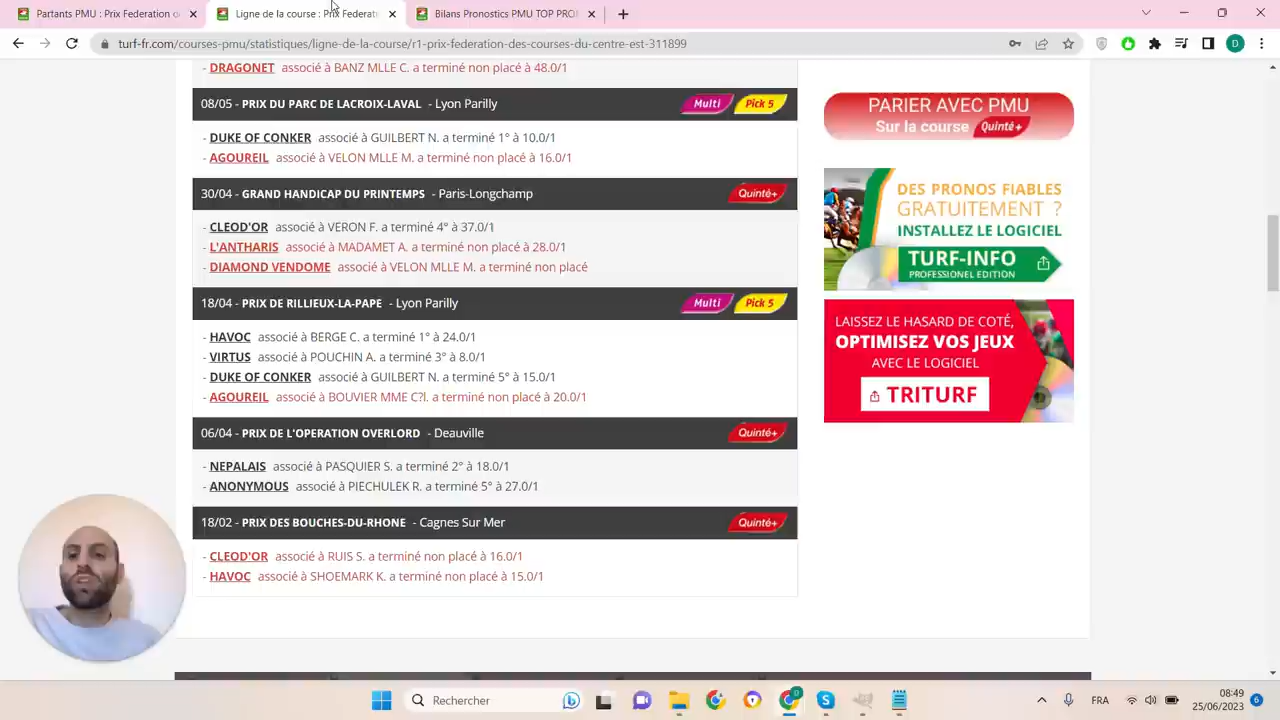 Partants PMU : Prix Federation d
Ligne de la course : Prix Federati
Bilans Pronostics PMU TOP PRO
turf-fr.com/courses-pmu/statistiques/ligne-de-la-course/r1-prix-federation-des-courses-du-centre-est-311899
- DRAGONET associé à BANZ MLLE C. a terminé non placé à 48.0/1
08/05 - PRIX DU PARC DE LACROIX-LAVAL - Lyon Parilly Multi Pick 5
- DUKE OF CONKER associé à GUILBERT N. a terminé 1° à 10.0/1
- AGOUREIL associé à VELON MLLE M. a terminé non placé à 16.0/1
30/04 - GRAND HANDICAP DU PRINTEMPS - Paris-Longchamp Quinté+
- CLEOD'OR associé à VERON F. a terminé 4° à 37.0/1
- L'ANTHARIS associé à MADAMET A. a terminé non placé à 28.0/1
- DIAMOND VENDOME associé à VELON MLLE M. a terminé non placé
18/04 - PRIX DE RILLIEUX-LA-PAPE - Lyon Parilly Multi Pick 5
- HAVOC associé à BERGE C. a terminé 1° à 24.0/1
- VIRTUS associé à POUCHIN A. a terminé 3° à 8.0/1
- DUKE OF CONKER associé à GUILBERT N. a terminé 5° à 15.0/1
- AGOUREIL associé à BOUVIER MME C?l. a terminé non placé à 20.0/1
06/04 - PRIX DE L'OPERATION OVERLORD - Deauville Quinté+
- NEPALAIS associé à PASQUIER S. a terminé 2° à 18.0/1
- ANONYMOUS associé à PIECHULEK R. a terminé 5° à 27.0/1
18/02 - PRIX DES BOUCHES-DU-RHONE - Cagnes Sur Mer Quinté+
- CLEOD'OR associé à RUIS S. a terminé non placé à 16.0/1
- HAVOC associé à SHOEMARK K. a terminé non placé à 15.0/1
PARIER AVEC PMU
Sur la course Quinté+
DES PRONOS FIABLES
GRATUITEMENT ?
INSTALLEZ LE LOGICIEL
TURF-INFO
PROFESSIONEL EDITION
LAISSEZ LE HASARD DE COTÉ,
OPTIMISEZ VOS JEUX
AVEC LE LOGICIEL
TRITURF
Rechercher
FRA
08:49
25/06/2023